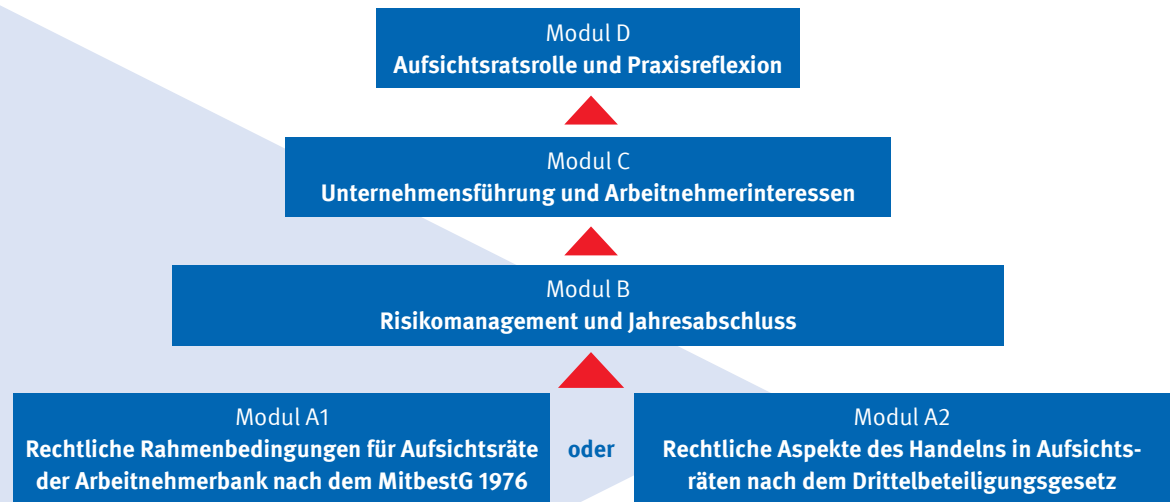 Modul D
Aufsichtsratsrolle und Praxisreflexion
Modul C
Unternehmensführung und Arbeitnehmerinteressen
Modul B
Risikomanagement und Jahresabschluss
Modul A1
Rechtliche Rahmenbedingungen für Aufsichtsräte
der Arbeitnehmerbank nach dem MitbestG 1976
oder
Modul A2
Rechtliche Aspekte des Handelns in Aufsichts-
räten nach dem Drittelbeteiligungsgesetz